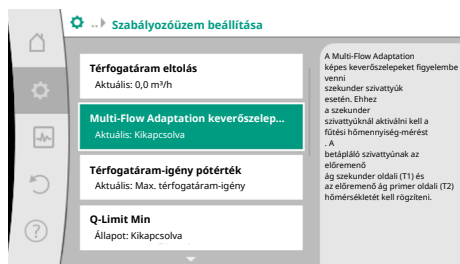 ..▸ Szabályozóüzem beállítása
Térfogatáram eltolás
Aktuális: 0,0 m³/h
Multi-Flow Adaptation keverőszelep...
Aktuális: Kikapcsolva
Térfogatáram-igény pótérték
Aktuális: Max. térfogatáram-igény
Q-Limit Min
Állapot: Kikapcsolva
A Multi-Flow Adaptation
képes keverőszelepeket figyelembe
venni
szekunder szivattyúk
esetén. Ehhez
a szekunder
szivattyúknál aktiválni kell a
fűtési hőmennyiség-mérést
. A
betápláló szivattyúnak az
előremenő
ág szekunder oldali (T1) és
az előremenő ág primer oldali (T2)
hőmérsékletét kell rögzíteni.